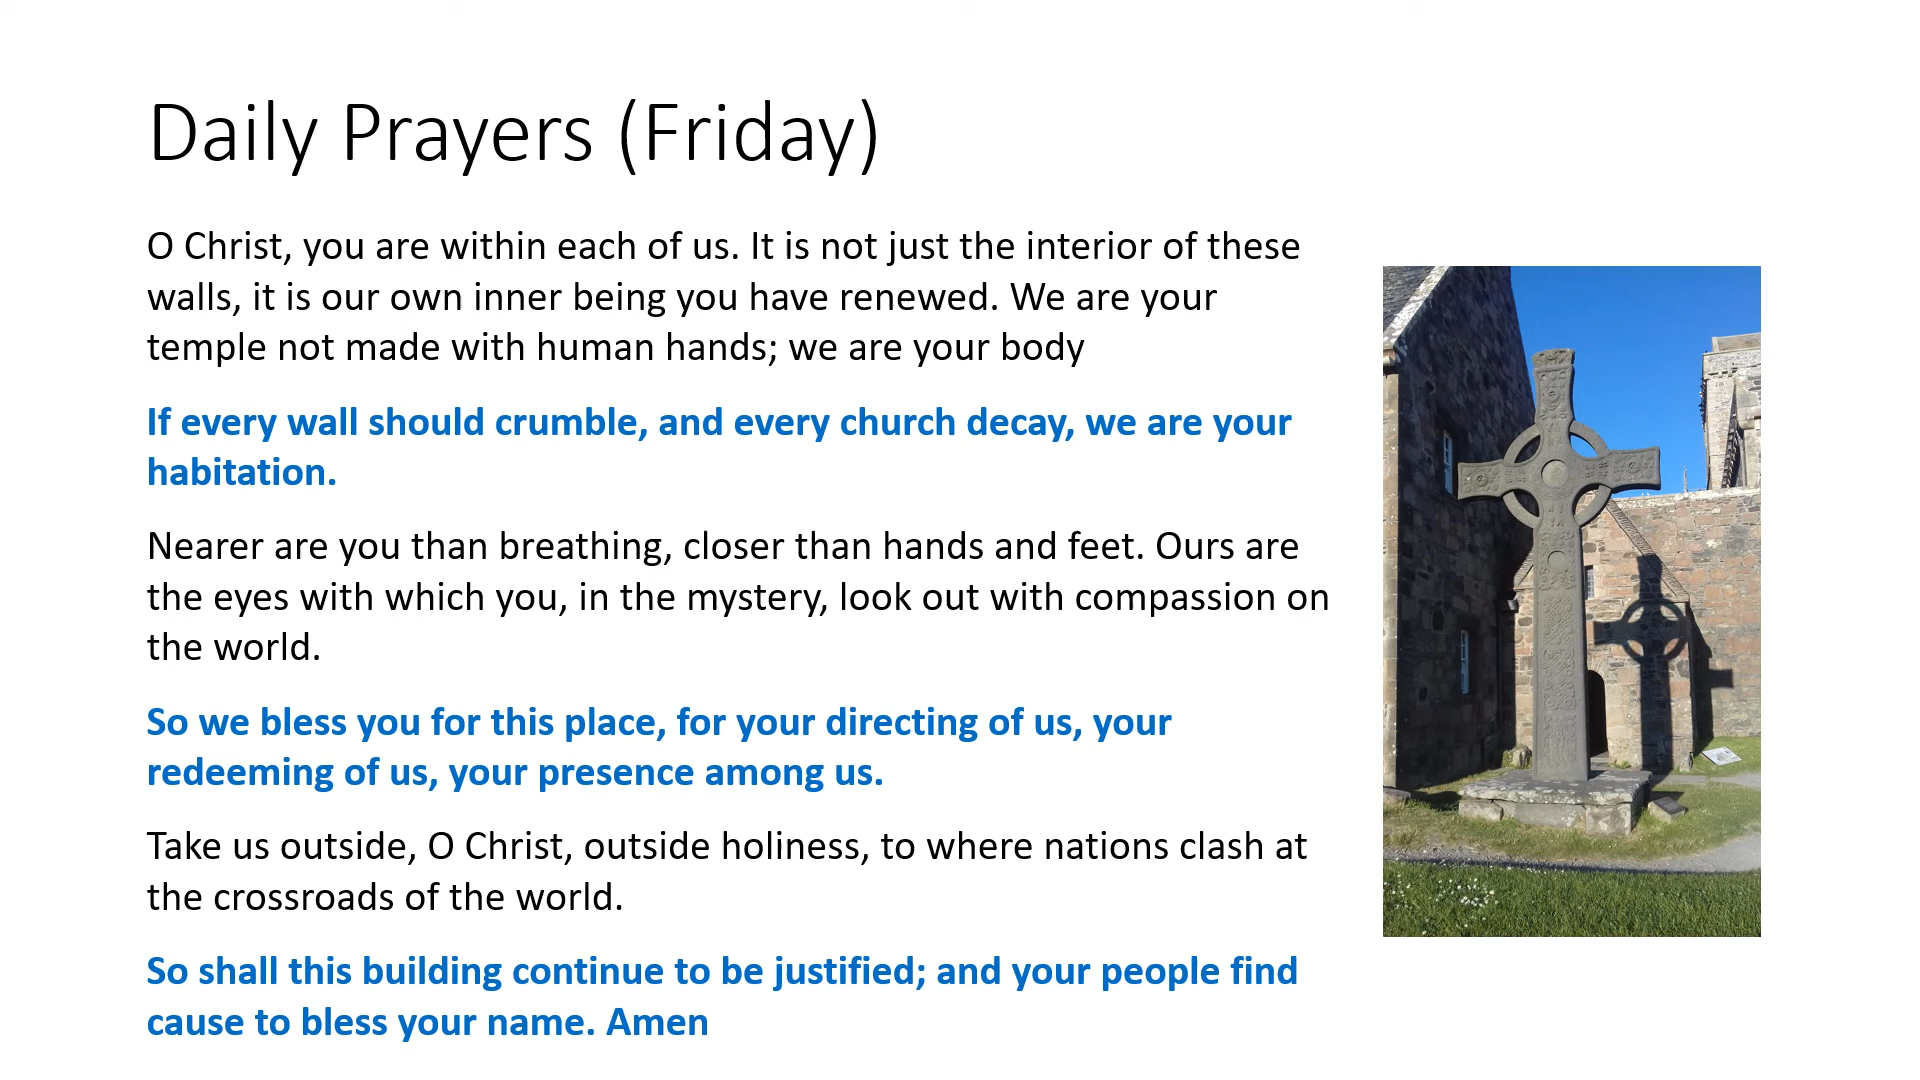 Daily Prayers (Friday)
O Christ, you are within each of us. It is not just the interior of these
walls, it is our own inner being you have renewed. We are your
temple not made with human hands; we are your body
If every wall should crumble, and every church decay, we are your
habitation.
Nearer are you than breathing, closer than hands and feet. Ours are
the eyes with which you, in the mystery, look out with compassion on
the world.
So we bless you for this place, for your directing of us, your
redeeming of us, your presence among us.
Take us outside, O Christ, outside holiness, to where nations clash at
the crossroads of the world.
So shall this building continue to be justified; and your people find
cause to bless your name. Amen